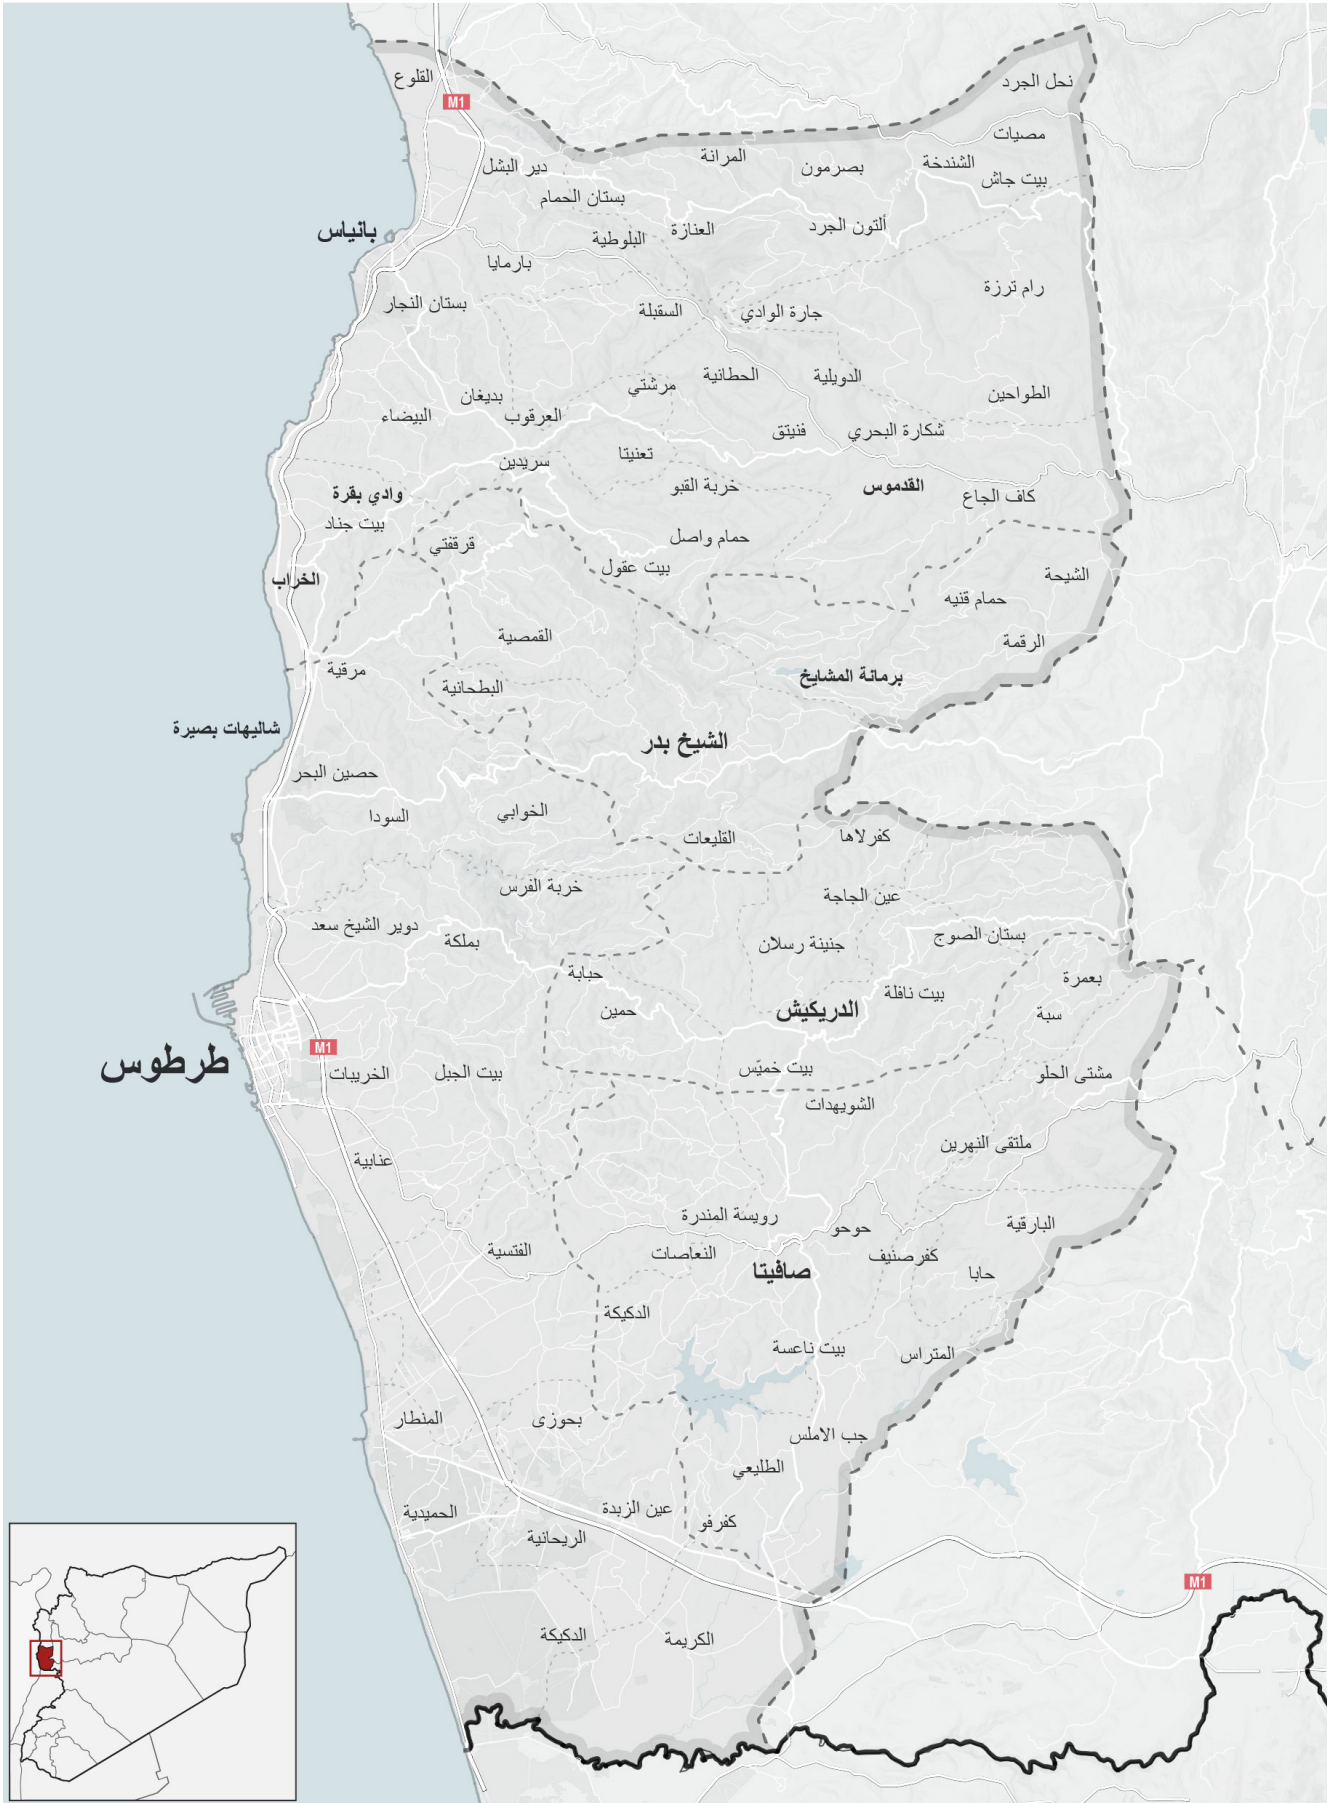 القلوع
نحل الجرد
M1
مصيات
المرانة
الشندخة
بصرمون
دير البشل
بيت جاش
بستان الحمام
ألتون الجرد
العنازة
بانياس
البلوطية
بارمايا
رام ترزة
بستان النجار
السقيلة
جارة الوادي
الحطانية
الدويلية
مرشتي
الطواحين
بديغان
البيضاء
العرقوب
فنيتق
شكارة البحري
تعنيتا
سريدين
خربة القبو
القدموس
وادي بقرة
كاف الجاع
بيت جناد
حمام واصل
قرقفتي
بيت عقول
الشيحة
الخراب
حمام قنيه
القمصية
الرقمة
مرقية
برمانة المشايخ
البطحانية
شاليهات بصيرة
الشيخ بدر
حصين البحر
الخوابي
السودا
القليعات
كفرلاها
خربة الفرس
عين الجاجة
دوير الشيخ سعد
بستان الصوج
بملكة
جنينة رسلان
حبابة
بعمرة
بيت نافلة
حمين
الدريكيش
سبة
طرطوس
M1
بيت خميّس
الخريبات
بيت الجبل
مشتى الحلو
الشويهدات
ملتقى النهرين
عنابية
رويسة المندرة
البارقية
حوحو
الفتسية
النعاصات
كفرصنيف
صافيتا
حابا
الدكيكة
بيت ناعسة
المتراس
المنطار
بحوزى
جب الاملس
الطليعي
عين الزبدة
الحميدية
كفرفو
الريحانية
M1
الدكيكة
الكريمة